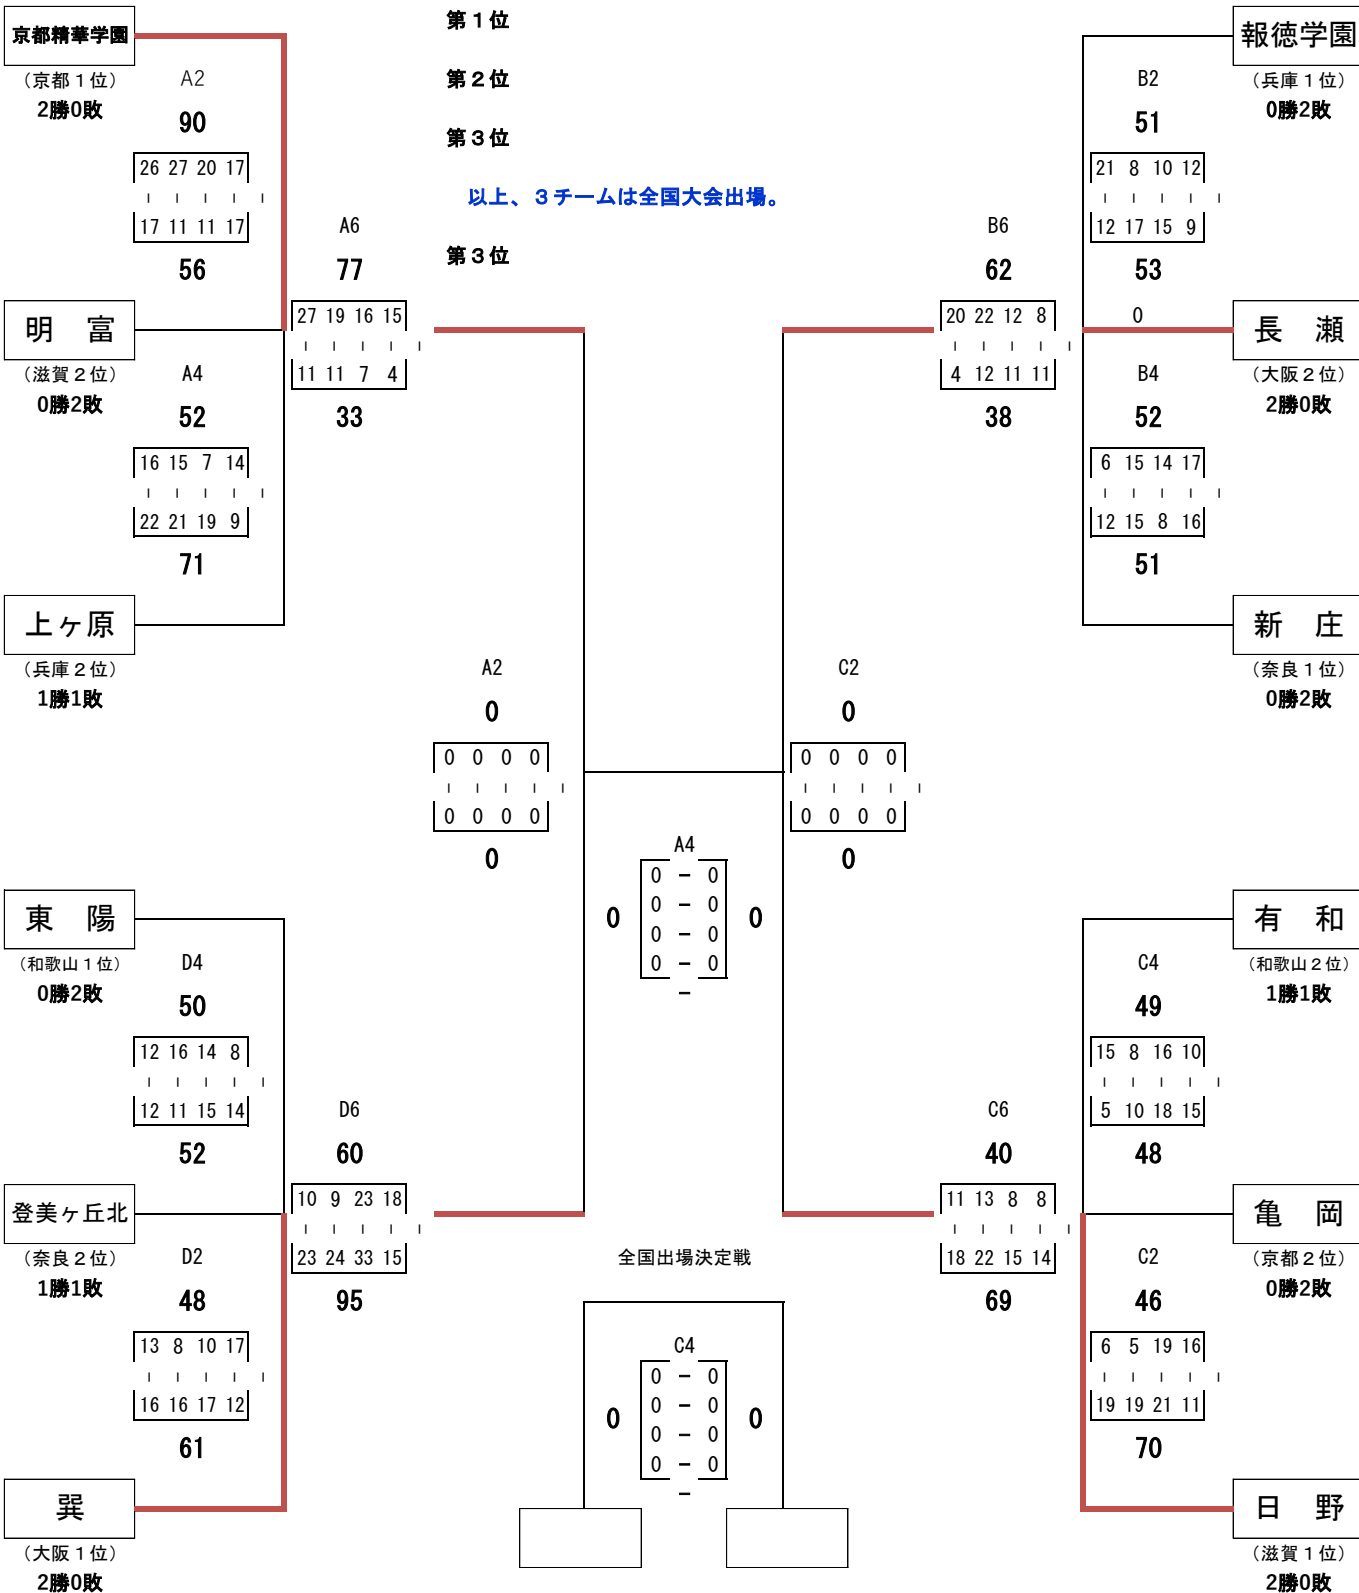 第１位
第２位
第３位
以上、３チームは全国大会出場。
第３位
京都精華学園
（京都１位）
2勝0敗
A2
90
26 27 20 17
17 11 11 17
56
明　富
（滋賀２位）
0勝2敗
A4
52
16 15 7 14
22 21 19 9
71
上ヶ原
（兵庫２位）
1勝1敗
A6
77
27 19 16 15
11 11 7 4
33
東　陽
（和歌山１位）
0勝2敗
D4
50
12 16 14 8
12 11 15 14
52
登美ヶ丘北
（奈良２位）
1勝1敗
D2
48
13 8 10 17
16 16 17 12
61
巽
（大阪１位）
2勝0敗
D6
60
10 9 23 18
23 24 33 15
95
A2
0
0 0 0 0
0 0 0 0
0
A4
0 － 0
0 － 0
0 0
0 － 0
0 － 0
－
C2
0
0 0 0 0
0 0 0 0
0
全国出場決定戦
C4
0 － 0
0 － 0
0 0
0 － 0
0 － 0
－
報徳学園
（兵庫１位）
0勝2敗
B2
51
21 8 10 12
12 17 15 9
53
0
長　瀬
（大阪２位）
2勝0敗
B4
52
6 15 14 17
12 15 8 16
51
新　庄
（奈良１位）
0勝2敗
B6
62
20 22 12 8
4 12 11 11
38
有　和
（和歌山２位）
1勝1敗
C4
49
15 8 16 10
5 10 18 15
48
亀　岡
（京都２位）
0勝2敗
C2
46
6 5 19 16
19 19 21 11
70
日　野
（滋賀１位）
2勝0敗
C6
40
11 13 8 8
18 22 15 14
69